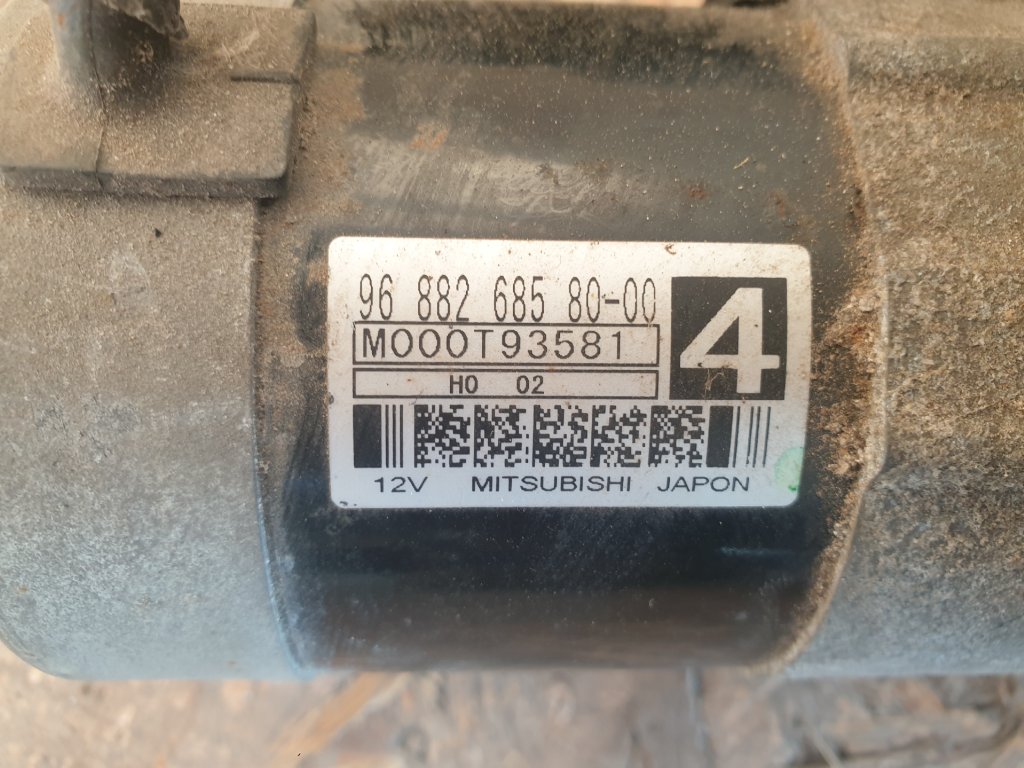 96 882 685 80-00
M000T93581
4
H0 02
12V MITSUBISHI JAPON